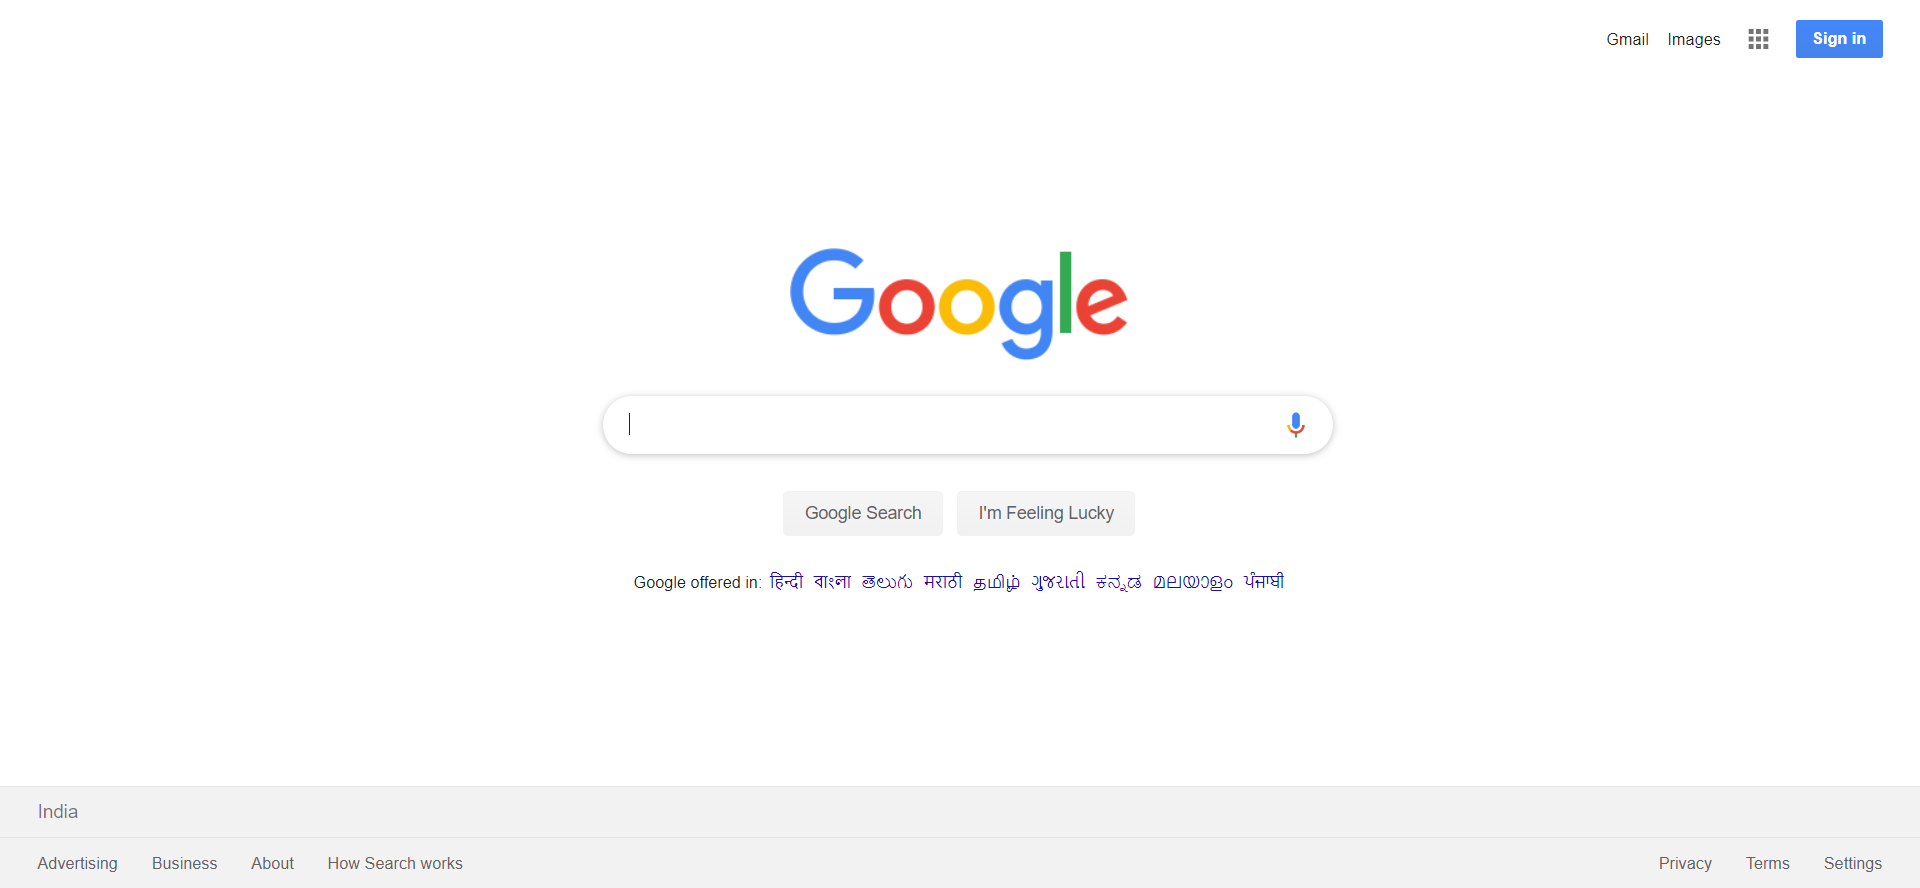 Gmail Images Sign in
Google
Google Search I'm Feeling Lucky
Google offered in: हिन्दी বাংলা తెలుగు मराठी தமிழ் ગુજરાતી ಕನ್ನಡ മലയാളം ਪੰਜਾਬੀ
India
Advertising Business About How Search works Privacy Terms Settings